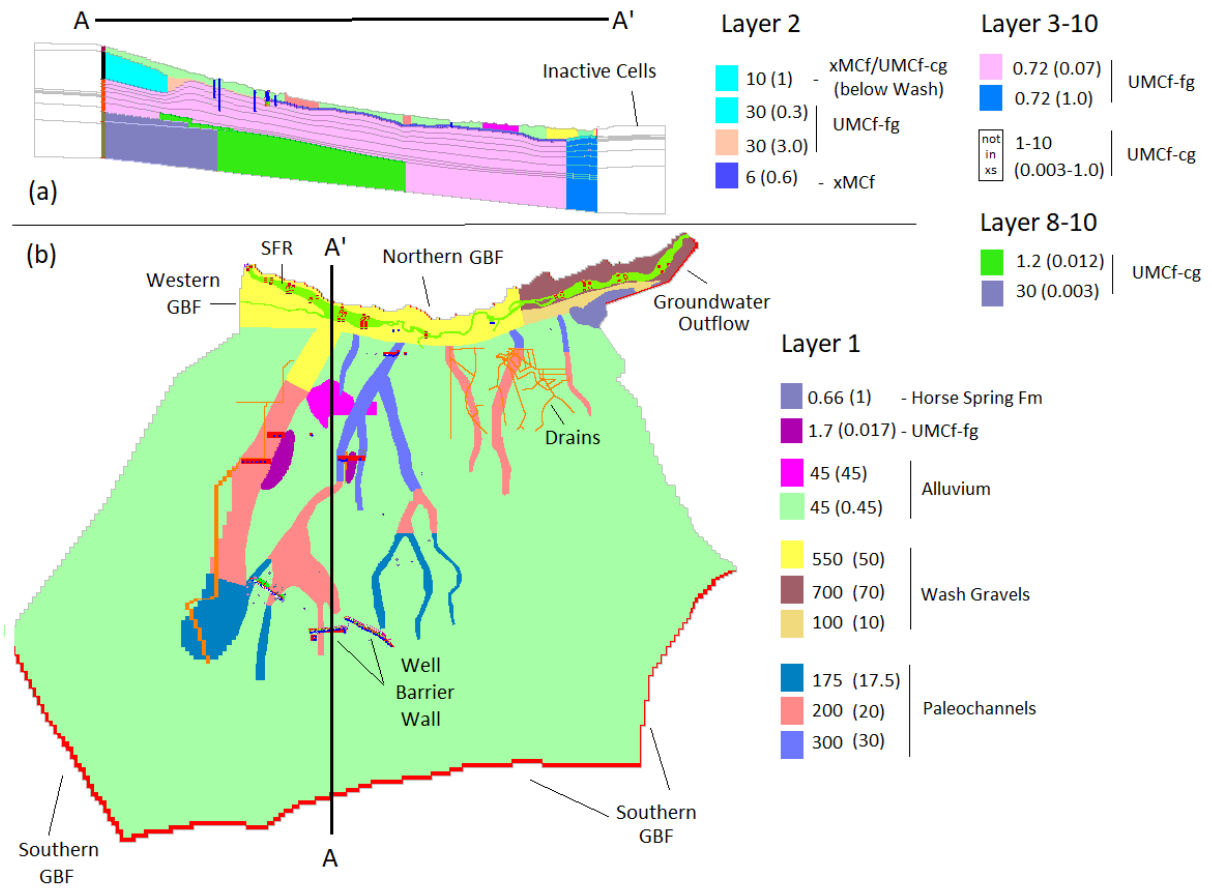 A
A'
Inactive Cells
(a)
Layer 2
10 (1) - xMCf/UMCf-cg
(below Wash)
30 (0.3)
30 (3.0)
UMCf-fg
6 (0.6) - xMCf
Layer 3-10
0.72 (0.07)
0.72 (1.0)
UMCf-fg
not
in
xs
1-10
(0.003-1.0)
UMCf-cg
Layer 8-10
1.2 (0.012)
30 (0.003)
UMCf-cg
(b)
SFR
A'
Northern GBF
Western
GBF
Groundwater
Outflow
Drains
Well
Barrier
Wall
Southern
GBF
Southern
GBF
A
Layer 1
0.66 (1) - Horse Spring Fm
1.7 (0.017) - UMCf-fg
45 (45)
45 (0.45)
Alluvium
550 (50)
700 (70)
100 (10)
Wash Gravels
175 (17.5)
200 (20)
300 (30)
Paleochannels